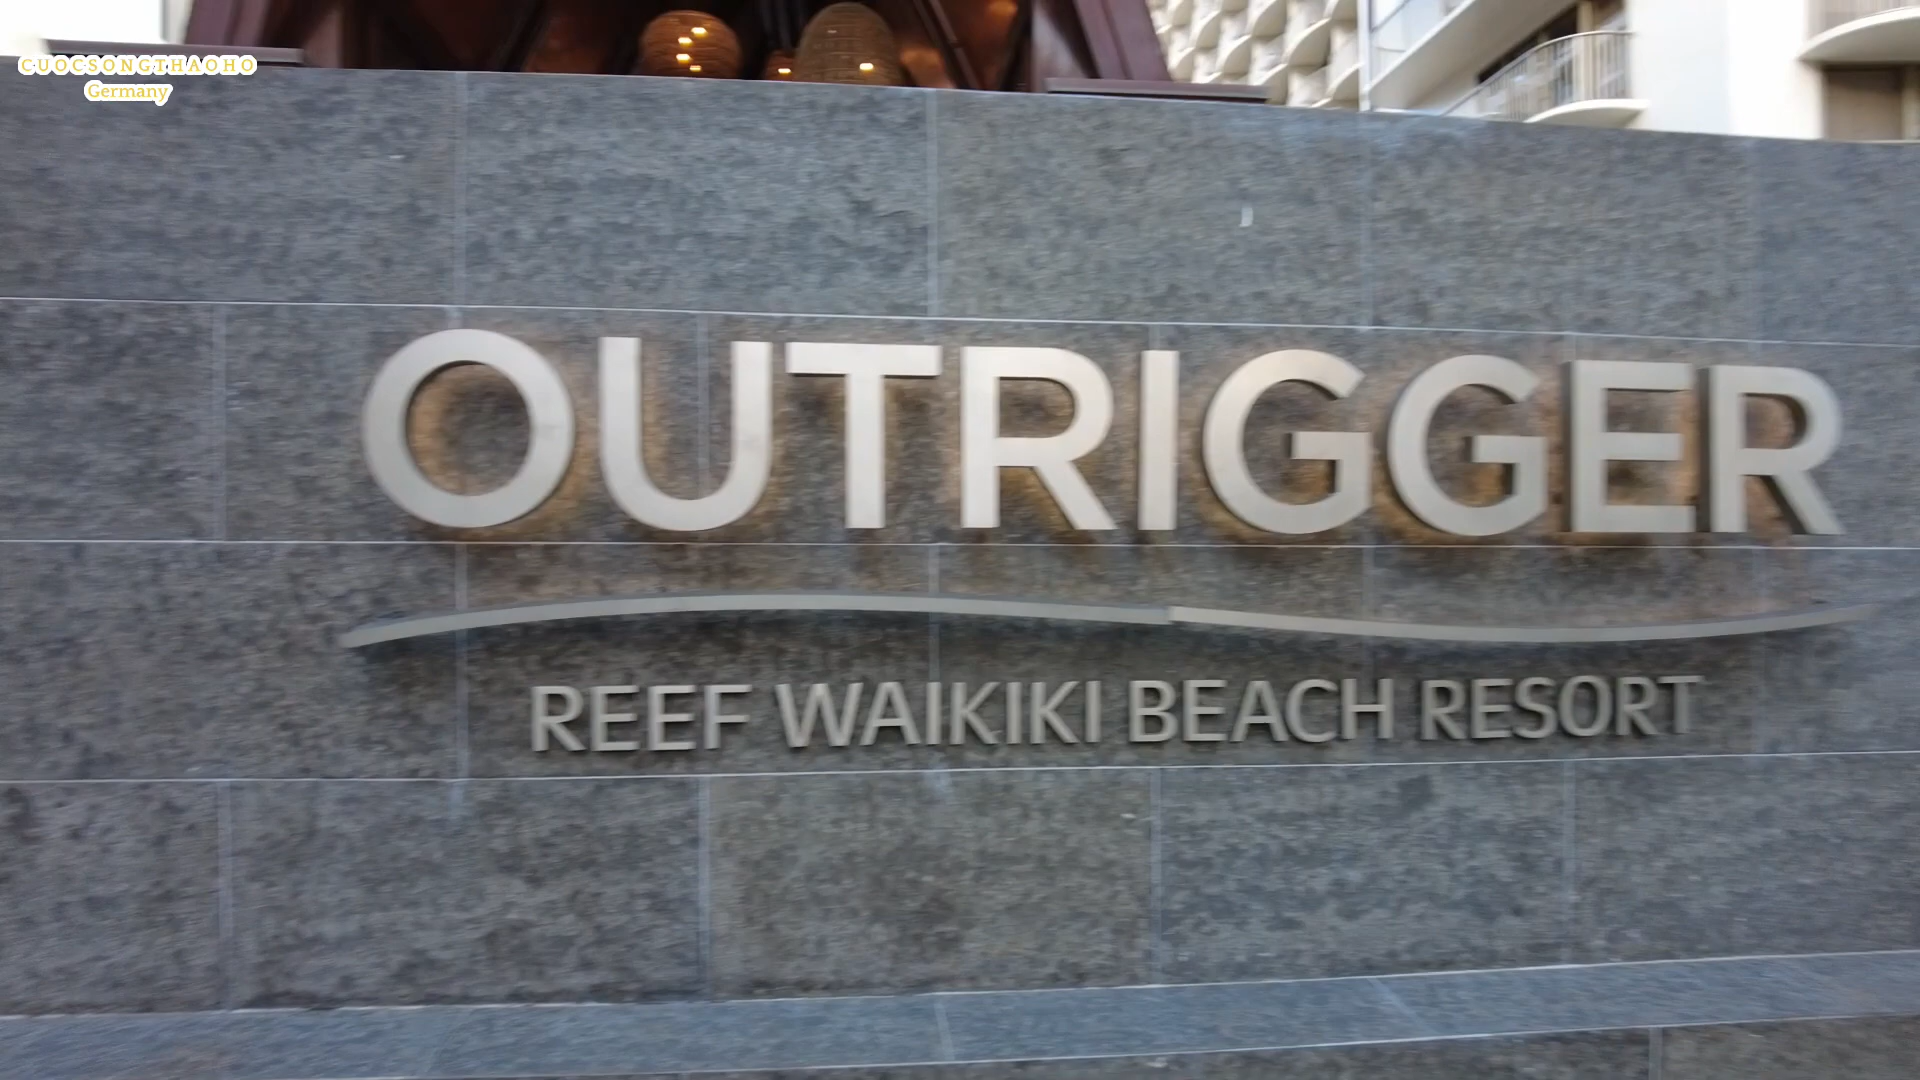 CUOCSONGTHAOHO
Germany
OUTRIGGER
REEF WAIKIKI BEACH RESORT